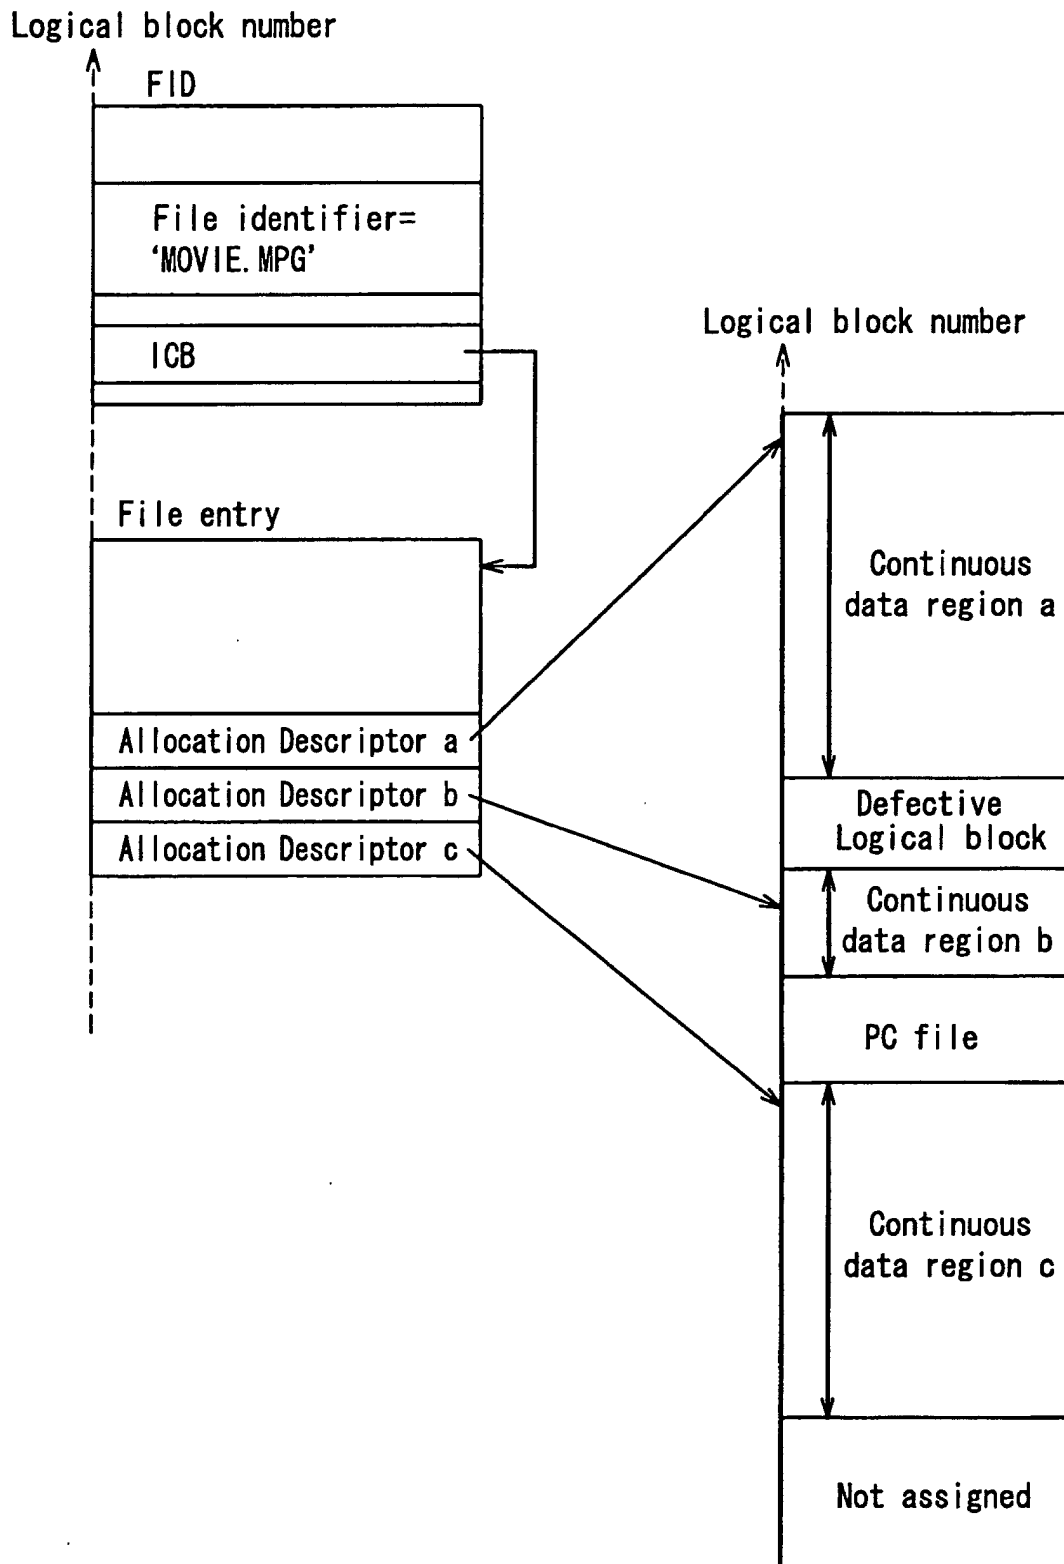 Logical block number
FID
File identifier=
‘MOVIE.MPG’
ICB
File entry
Allocation Descriptor a
Allocation Descriptor b
Allocation Descriptor c
Logical block number
Continuous
data region a
Defective
Logical block
Continuous
data region b
PC file
Continuous
data region c
Not assigned